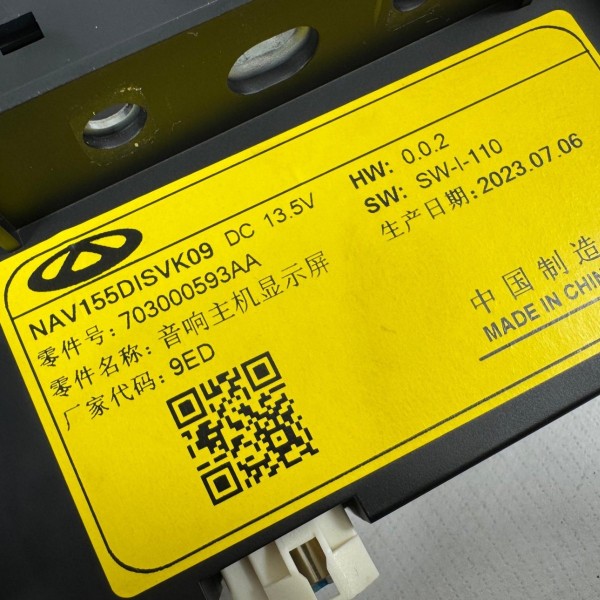 NAV155DISVK09 DC 13.5V
零件号:703000593AA
零件名称:音响主机显示屏
厂家代码:9ED
HW: 0.0.2
SW: SW-I-110
生产日期:2023.07.06
中国制造
MADE IN CHIN